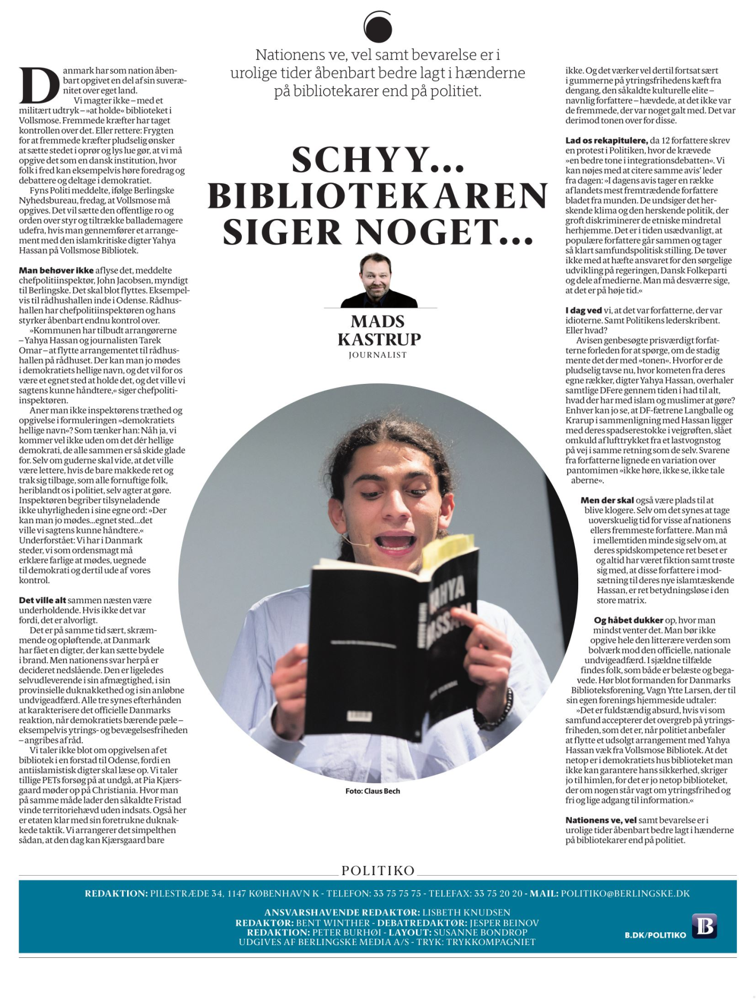 Nationens ve, vel samt bevarelse er i
urolige tider åbenbart bedre lagt i hænderne
på bibliotekarer end på politiet.
SCHYY...
BIBLIOTEKAREN
SIGER NOGET...
MADS
KASTRUP
JOURNALIST
Danmark har som nation åben-
bart opgivet en del af sin suveræ-
nitet over eget land.
Vi magter ikke – med et
militært udtryk – »at holde« biblioteket i
Vollsmose. Fremmede kræfter har taget
kontrollen over det. Eller rettere: Frygten
for at fremmede kræfter pludselig ønsker
at sætte stedet i oprør og lys lue gør, at vi må
opgive det som en dansk institution, hvor
folk i fred kan eksempelvis høre foredrag og
debattere og deltage i demokratiet.
Fyns Politi meddelte, ifølge Berlingske
Nyhedsbureau, fredag, at Vollsmose må
opgives. Det vil sætte den offentlige ro og
orden over styr og tiltrække ballademagere
udefra, hvis man gennemfører et arrange-
ment med den islamkritiske digter Yahya
Hassan på Vollsmose Bibliotek.
Man behøver ikke aflyse det, meddelte
chefpolitiinspektør, John Jacobsen, myndigt
til Berlingske. Det skal blot flyttes. Eksempel-
vis til rådhushallen inde i Odense. Rådhus-
hallen har chefpolitiinspektøren og hans
styrker åbenbart endnu kontrol over.
»Kommunen har tilbudt arrangørerne
– Yahya Hassan og journalisten Tarek
Omar – at flytte arrangementet til rådhus-
hallen på rådhuset. Der kan man jo mødes
i demokratiets hellige navn, og det vil for os
være et egnet sted at holde det, og det ville vi
sagtens kunne håndtere,« siger chefpoliti-
inspektøren.
Aner man ikke inspektørens træthed og
opgivelse i formuleringen »demokratiets
hellige navn«? Som tænker han: Nåh ja, vi
kommer vel ikke uden om det dér hellige
demokrati, de alle sammen er så skide glade
for. Selv om guderne skal vide, at det ville
være lettere, hvis de bare makkede ret og
trak sig tilbage, som alle fornuftige folk,
heriblandt os i politiet, selv agter at gøre.
Inspektøren begriber tilsyneladende
ikke uhyrligheden i sine egne ord: »Der
kan man jo mødes...egnet sted...det
ville vi sagtens kunne håndtere.«
Underforstået: Vi har i Danmark
steder, vi som ordensmagt må
erklære farlige at mødes, uegnede
til demokrati og dertil ude af vores
kontrol.
Det ville alt sammen næsten være
underholdende. Hvis ikke det var
fordi, det er alvorligt.
Det er på samme tid sært, skræm-
mende og opløftende, at Danmark
har fået en digter, der kan sætte bydele
i brand. Men nationens svar herpå er
decideret nedslående. Den er ligeledes
selvudleverende i sin afmægtighed, i sin
provinsielle duknakkethed og i sin anløbne
undvigeadfærd. Alle tre synes efterhånden
at karakterisere det officielle Danmarks
reaktion, når demokratiets bærende pæle –
eksempelvis ytrings- og bevægelsesfriheden
– angribes af råd.
Vi taler ikke blot om opgivelsen af et
bibliotek i en forstad til Odense, fordi en
antiislamistisk digter skal læse op. Vi taler
tillige PETs forsøg på at undgå, at Pia Kjærs-
gaard møder op på Christiania. Hvor man
på samme måde lader den såkaldte Fristad
vinde territoriehævd uden indsats. Også her
er etaten klar med sin foretrukne duknak-
kede taktik. Vi arrangerer det simpelthen
sådan, at den dag kan Kjærsgaard bare
YAHYA
HASSAN
Foto: Claus Bech
ikke. Og det værker vel dertil fortsat sært
i gummerne på ytringsfrihedens kæft fra
dengang, den såkaldte kulturelle elite –
navnlig forfattere – hævdede, at det ikke var
de fremmede, der var noget galt med. Det var
derimod tonen over for disse.
Lad os rekapitulere, da 12 forfattere skrev
en protest i Politiken, hvor de krævede
»en bedre tone i integrationsdebatten«. Vi
kan nøjes med at citere samme avis’ leder
fra dagen: »I dagens avis tager en række
af landets mest fremtrædende forfattere
bladet fra munden. De undsiger det her-
skende klima og den herskende politik, der
groft diskriminerer de etniske mindretal
herhjemme. Det er i tiden usædvanligt, at
populære forfattere går sammen og tager
så klart samfundspolitisk stilling. De tøver
ikke med at hæfte ansvaret for den sørgelige
udvikling på regeringen, Dansk Folkeparti
og dele af medierne. Man må desværre sige,
at det er på høje tid.«
I dag ved vi, at det var forfatterne, der var
idioterne. Samt Politikens lederskribent.
Eller hvad?
Avisen genbesøgte prisværdigt forfat-
terne forleden for at spørge, om de stadig
mente det der med »tonen«. Hvorfor er de
pludselig tavse nu, hvor kometen fra deres
egne rækker, digter Yahya Hassan, overhaler
samtlige DFere gennem tiden i had til alt,
hvad der har med islam og muslimer at gøre?
Enhver kan jo se, at DF-fætrene Langballe og
Krarup i sammenligning med Hassan ligger
med deres spadserestokke i vejgrøften, slået
omkuld af lufttrykket fra et lastvognstog
på vej i samme retning som de selv. Svarene
fra forfatterne lignede en variation over
pantomimen »ikke høre, ikke se, ikke tale
aberne«.
Men der skal også være plads til at
blive klogere. Selv om det synes at tage
uoverskuelig tid for visse af nationens
ellers fremmeste forfattere. Man må
i mellemtiden minde sig selv om, at
deres spidskompetence ret beset er
og altid har været fiktion samt trøste
sig med, at disse forfattere i mod-
sætning til deres nye islamtæskende
Hassan, er ret betydningsløse i den
store matrix.
Og håbet dukker op, hvor man
mindst venter det. Man bør ikke
opgive hele den litterære verden som
bolværk mod den officielle, nationale
undvigeadfærd. I sjældne tilfælde
findes folk, som både er belæste og bega-
vede. Hør blot formanden for Danmarks
Biblioteksforening, Vagn Ytte Larsen, der til
sin egen forenings hjemmeside udtaler:
»Det er fuldstændig absurd, hvis vi som
samfund accepterer det overgreb på ytrings-
friheden, som det er, når politiet anbefaler
at flytte et udsolgt arrangement med Yahya
Hassan væk fra Vollsmose Bibliotek. At det
netop er i demokratiets hus biblioteket man
ikke kan garantere hans sikkerhed, skriger
jo til himlen, for det er jo netop biblioteket,
der om nogen står vagt om ytringsfrihed og
fri og lige adgang til information.«
Nationens ve, vel samt bevarelse er i
urolige tider åbenbart bedre lagt i hænderne
på bibliotekarer end på politiet.
POLITIKO
REDAKTION: PILESTRÆDE 34, 1147 KØBENHAVN K - TELEFON: 33 75 75 75 - TELEFAX: 33 75 20 20 - MAIL: POLITIKO@BERLINGSKE.DK
ANSVARSHAVENDE REDAKTØR: LISBETH KNUDSEN
REDAKTØR: BENT WINTHER - DEBATREDAKTØR: JESPER BEINOV
REDAKTION: PETER BURHØI - LAYOUT: SUSANNE BONDROP
UDGIVES AF BERLINGSKE MEDIA A/S - TRYK: TRYKKOMPAGNIET
B.DK/POLITIKO
B